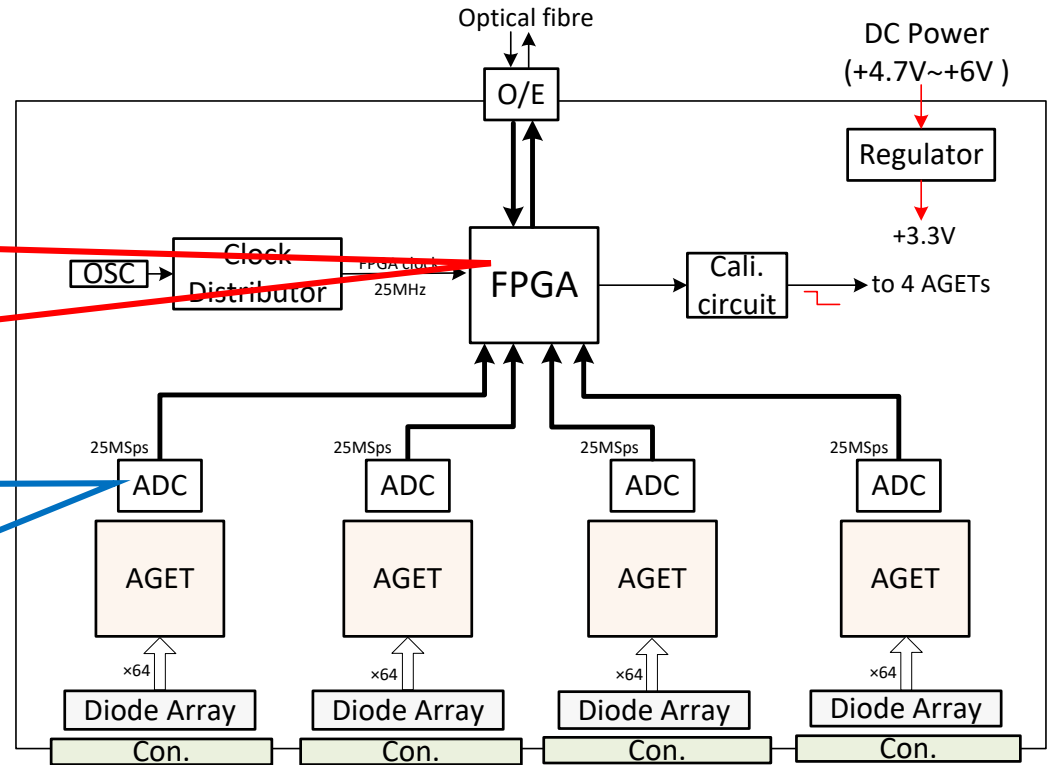 Optical fibre
DC Power
(+4.7V~+6V )
O/E
Regulator
+3.3V
OSC
Clock
Distributor
FPGA clock
25MHz
FPGA
Cali.
circuit
to 4 AGETs
25MSps
25MSps
25MSps
25MSps
ADC
ADC
ADC
ADC
AGET
AGET
AGET
AGET
×64
×64
×64
×64
Diode Array
Diode Array
Diode Array
Diode Array
Con.
Con.
Con.
Con.